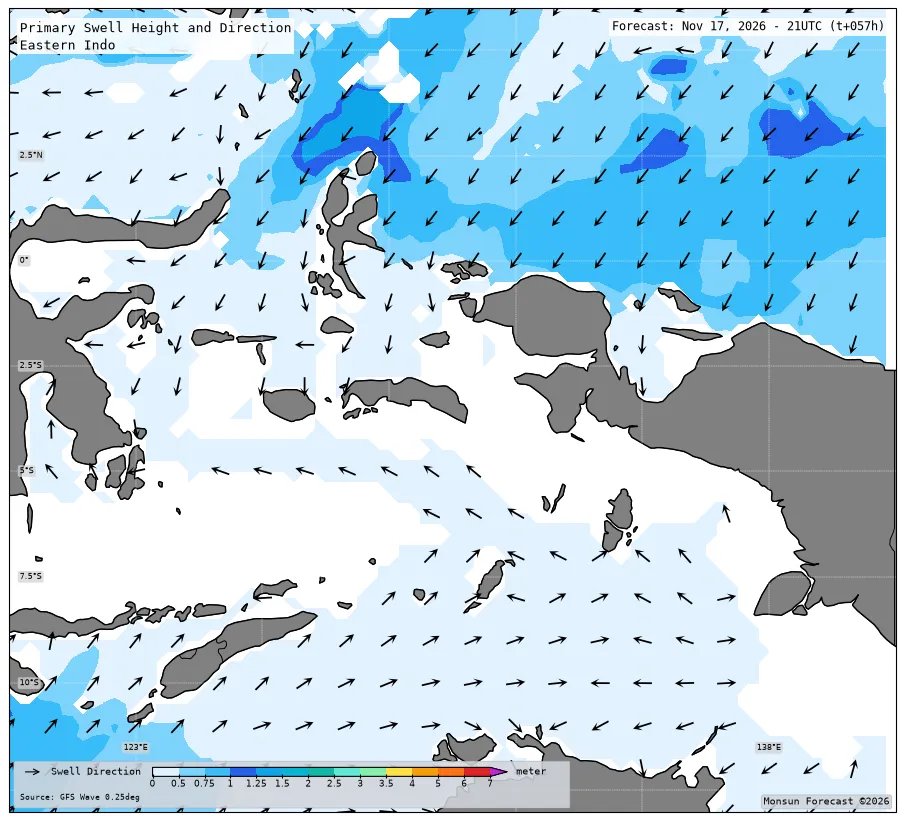 Primary Swell Height and Direction
Eastern Indo
Forecast: Nov 17, 2026 - 21UTC (t+057h)
2.5°N
0°
2.5°S
5°S
7.5°S
10°S
123°E
138°E
Swell Direction
meter
0 0.5 0.75 1 1.25 1.5 2 2.5 3 3.5 4 5 6 7
Source: GFS Wave 0.25deg
Monsun Forecast ©2026